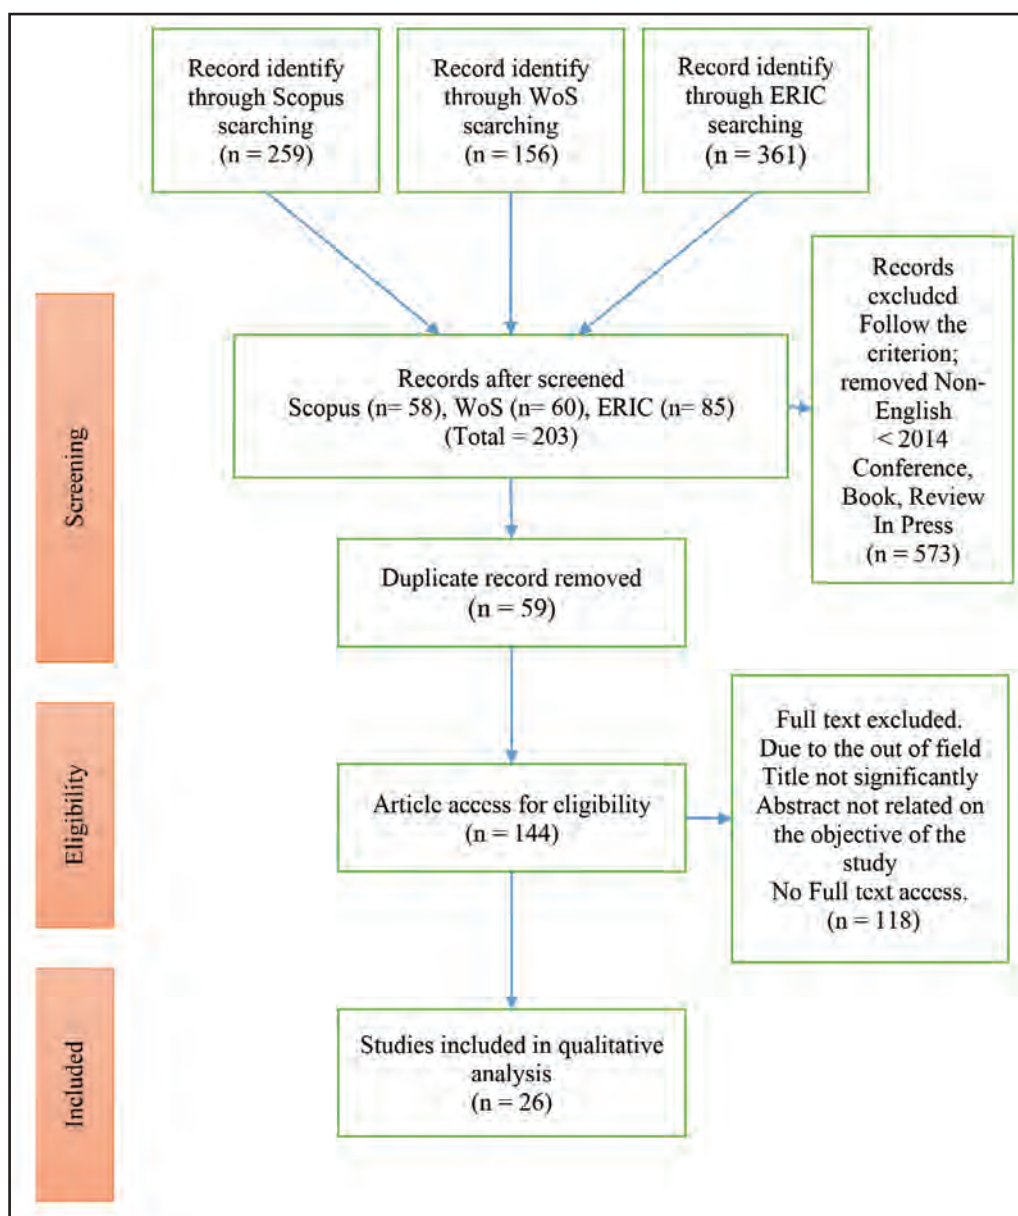 Record identify
through Scopus
searching
(n = 259)
Record identify
through WoS
searching
(n = 156)
Record identify
through ERIC
searching
(n = 361)
Records
excluded
Follow the
criterion;
removed Non-
English
< 2014
Conference,
Book, Review
In Press
(n = 573)
Screening
Records after screened
Scopus (n= 58), WoS (n= 60), ERIC (n= 85)
(Total = 203)
Duplicate record removed
(n = 59)
Eligibility
Article access for eligibility
(n = 144)
Full text excluded.
Due to the out of field
Title not significantly
Abstract not related on
the objective of the
study
No Full text access.
(n = 118)
Included
Studies included in qualitative
analysis
(n = 26)